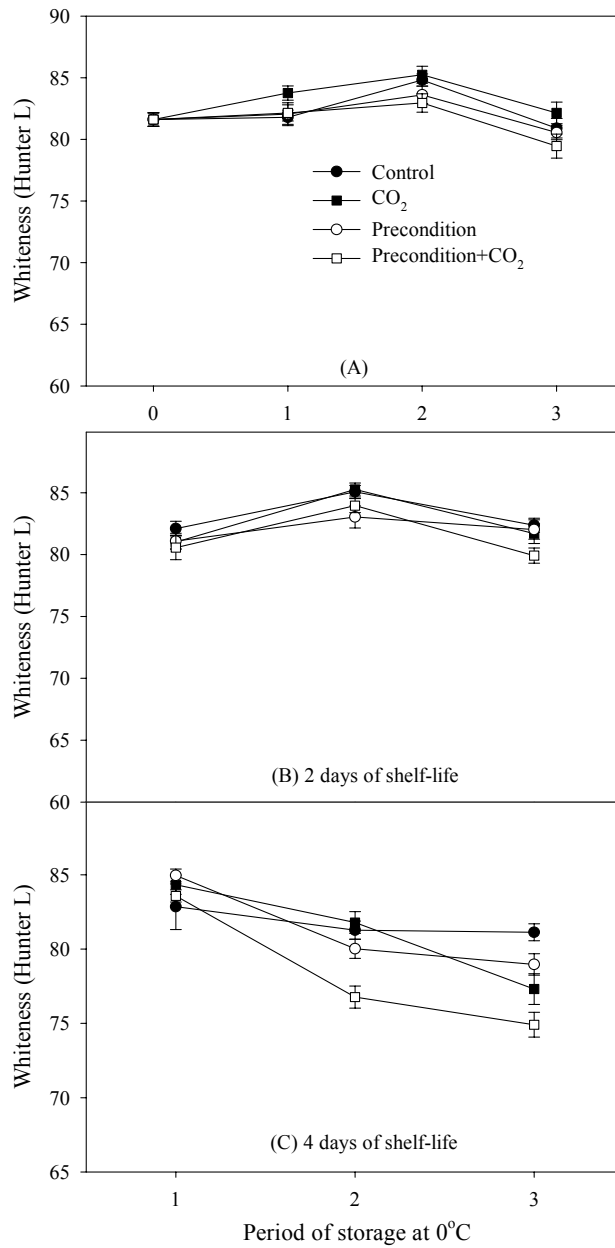 90
85
80
75
70
65
60
Whiteness (Hunter L)
Control
CO₂
Precondition
Precondition+CO₂
(A)
0 1 2 3
85
80
75
70
65
60
Whiteness (Hunter L)
(B) 2 days of shelf-life
85
80
75
70
65
Whiteness (Hunter L)
(C) 4 days of shelf-life
1 2 3
Period of storage at 0°C